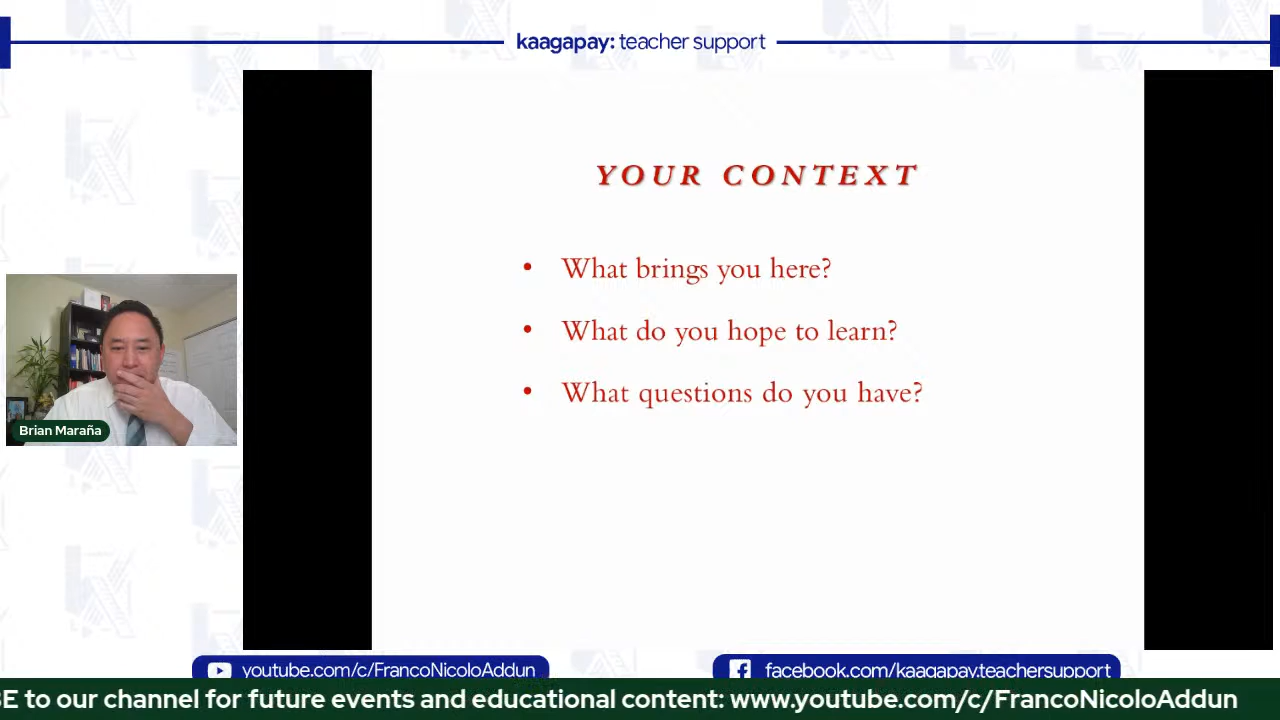 kaagapay: teacher support
YOUR CONTEXT
• What brings you here?
• What do you hope to learn?
• What questions do you have?
Brian Maraña
youtube.com/c/FrancoNicoloAddun
facebook.com/kaagapay.teachersupport
to our channel for future events and educational content: www.youtube.com/c/FrancoNicoloAddun